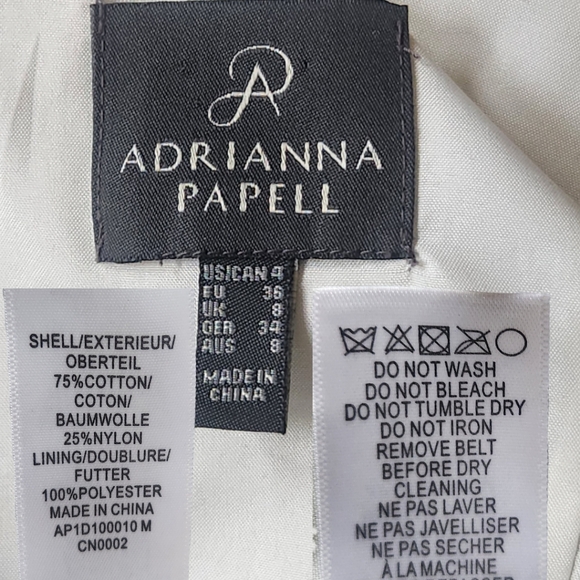 ADRIANNA
PAPELL
US/CAN 4
EU 36
UK 8
GER 34
AUS 8
MADE IN
CHINA
SHELL/EXTERIEUR/
OBERTEIL
75%COTTON/
COTON/
BAUMWOLLE
25%NYLON
LINING/DOUBLURE/
FUTTER
100%POLYESTER
MADE IN CHINA
AP1D100010 M
CN0002
DO NOT WASH
DO NOT BLEACH
DO NOT TUMBLE DRY
DO NOT IRON
REMOVE BELT
BEFORE DRY
CLEANING
NE PAS LAVER
NE PAS JAVELLISER
NE PAS SECHER
À LA MACHINE